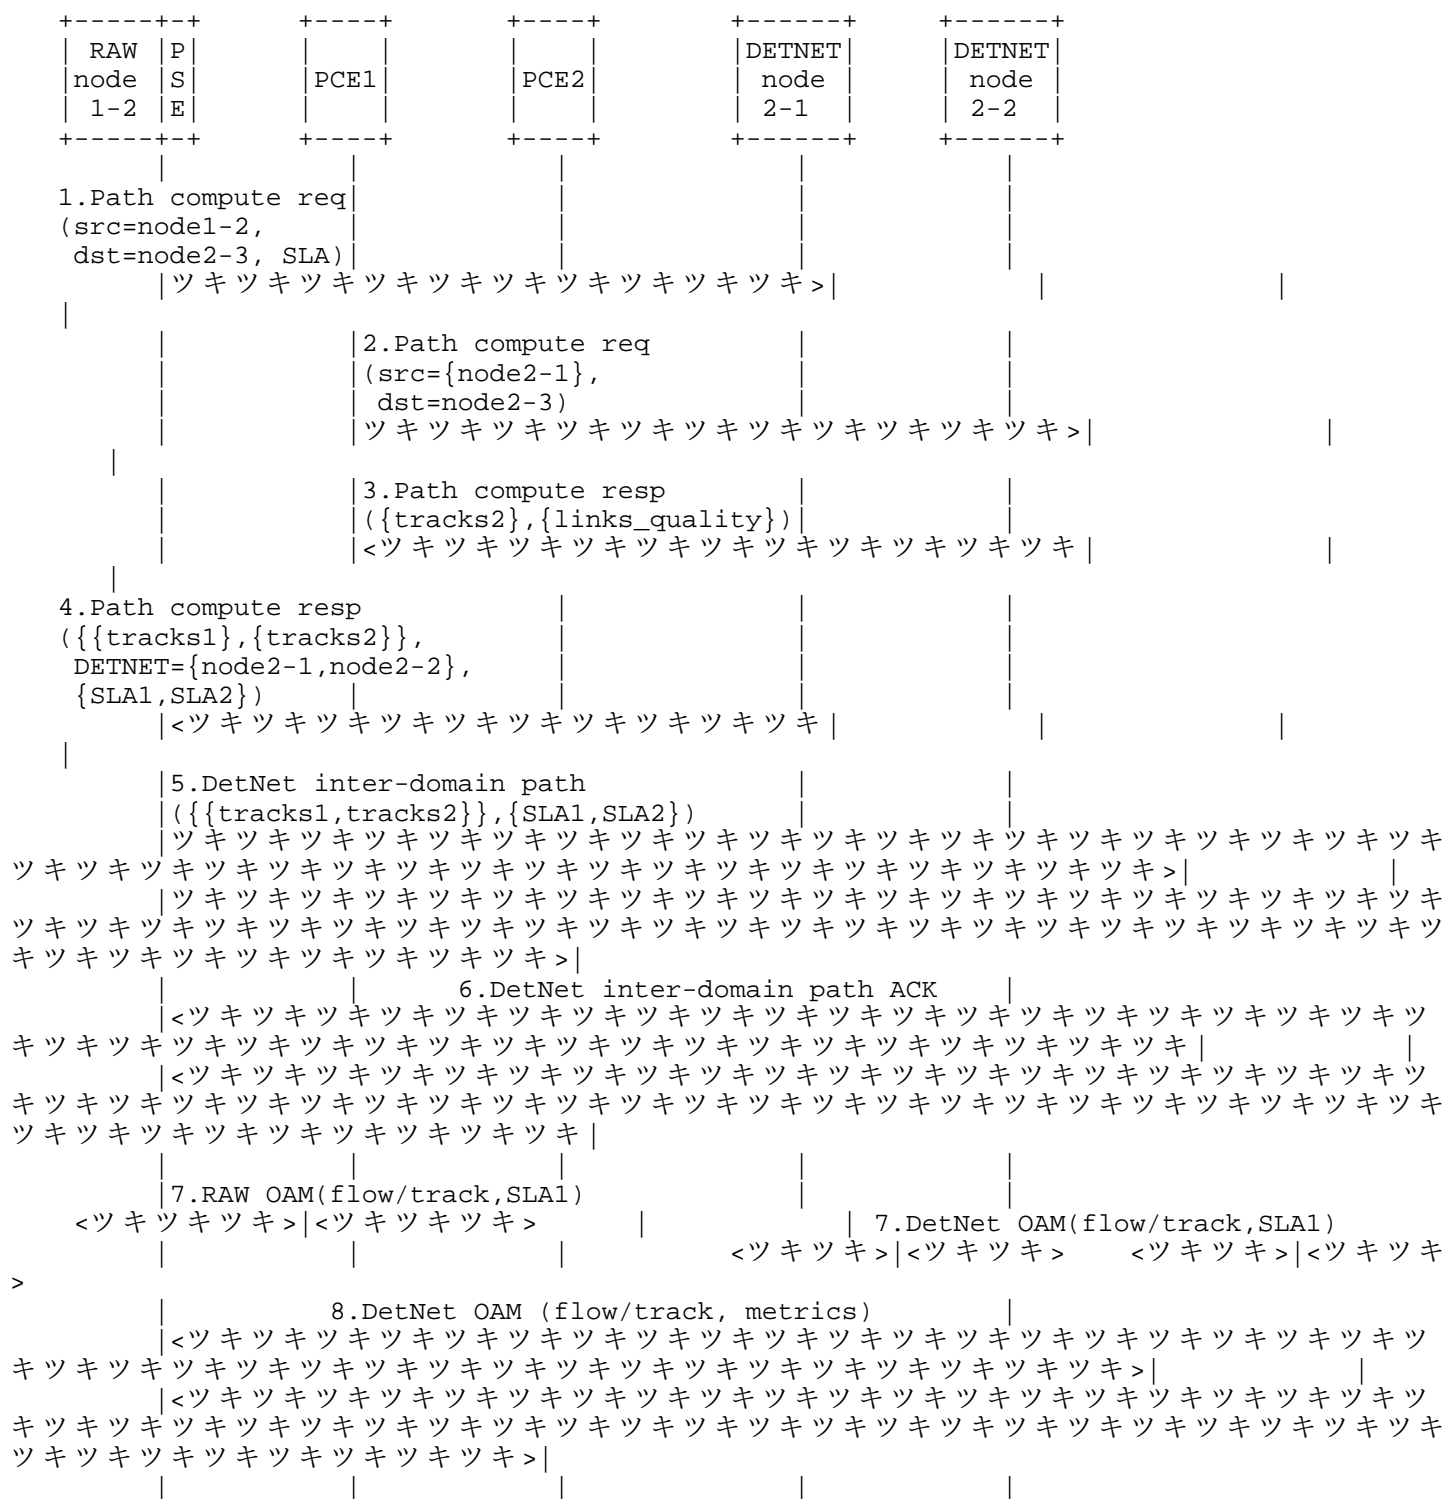 +-----+-+       +----+         +----+           +------+      +------+
| RAW |P|       |    |         |    |           |DETNET|      |DETNET|
|node |S|       |PCE1|         |PCE2|           | node |      | node |
| 1-2 |E|       |    |         |    |           | 2-1  |      | 2-2  |
+-----+-+       +----+         +----+           +------+      +------+
| | | | |
1.Path compute req| | | |
(src=node1-2, | | | |
dst=node2-3, SLA)| | | |
|ツキツキツキツキツキツキツキツキツキツキ>| | |
|
| |2.Path compute req | |
| |(src={node2-1}, | |
| | dst=node2-3) | |
| |ツキツキツキツキツキツキツキツキツキツキツキ>| |
|
| |3.Path compute resp | |
| |({tracks2},{links_quality})| |
| |<ツキツキツキツキツキツキツキツキツキツキツキ| |
|
4.Path compute resp | | |
({{tracks1},{tracks2}}, | | |
DETNET={node2-1,node2-2}, | | |
{SLA1,SLA2}) | | | |
|<ツキツキツキツキツキツキツキツキツキツキ| | |
|
|5.DetNet inter-domain path | |
|({{tracks1,tracks2}},{SLA1,SLA2}) | |
|ツキツキツキツキツキツキツキツキツキツキツキツキツキツキツキツキツキツキツキツキ
ツキツキツキツキツキツキツキツキツキツキツキツキツキツキツキツキツキツキ>| |
|ツキツキツキツキツキツキツキツキツキツキツキツキツキツキツキツキツキツキツキツキ
ツキツキツキツキツキツキツキツキツキツキツキツキツキツキツキツキツキツキツキツキツキツキツ
キツキツキツキツキツキツキツキツキ>|
| | 6.DetNet inter-domain path ACK |
|<ツキツキツキツキツキツキツキツキツキツキツキツキツキツキツキツキツキツキツキツ
キツキツキツキツキツキツキツキツキツキツキツキツキツキツキツキツキツキツキ| |
|<ツキツキツキツキツキツキツキツキツキツキツキツキツキツキツキツキツキツキツキツ
キツキツキツキツキツキツキツキツキツキツキツキツキツキツキツキツキツキツキツキツキツキツキ
ツキツキツキツキツキツキツキツキツキ|
| | | | |
|7.RAW OAM(flow/track,SLA1) | |
<ツキツキツキ>|<ツキツキツキ> | | 7.DetNet OAM(flow/track,SLA1)
| | | <ツキツキ>|<ツキツキ> <ツキツキ>|<ツキツキ
>
| 8.DetNet OAM (flow/track, metrics) |
|<ツキツキツキツキツキツキツキツキツキツキツキツキツキツキツキツキツキツキツキツ
キツキツキツキツキツキツキツキツキツキツキツキツキツキツキツキツキツキ>| |
|<ツキツキツキツキツキツキツキツキツキツキツキツキツキツキツキツキツキツキツキツ
キツキツキツキツキツキツキツキツキツキツキツキツキツキツキツキツキツキツキツキツキツキツキ
ツキツキツキツキツキツキツキツキ>|
| | | | |